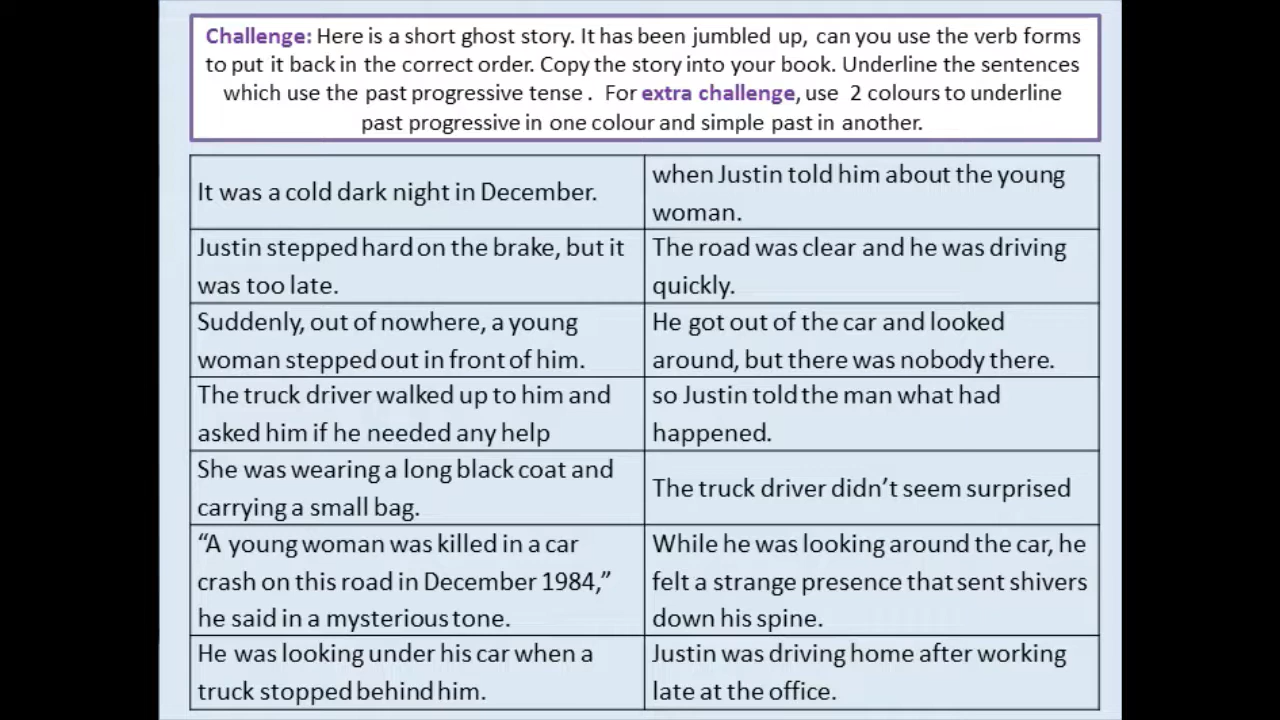 Challenge: Here is a short ghost story. It has been jumbled up, can you use the verb forms
to put it back in the correct order. Copy the story into your book. Underline the sentences
which use the past progressive tense . For extra challenge, use 2 colours to underline
past progressive in one colour and simple past in another.
It was a cold dark night in December.
when Justin told him about the young
woman.
Justin stepped hard on the brake, but it
was too late.
The road was clear and he was driving
quickly.
Suddenly, out of nowhere, a young
woman stepped out in front of him.
He got out of the car and looked
around, but there was nobody there.
The truck driver walked up to him and
asked him if he needed any help
so Justin told the man what had
happened.
She was wearing a long black coat and
carrying a small bag.
The truck driver didn’t seem surprised
“A young woman was killed in a car
crash on this road in December 1984,”
he said in a mysterious tone.
While he was looking around the car, he
felt a strange presence that sent shivers
down his spine.
He was looking under his car when a
truck stopped behind him.
Justin was driving home after working
late at the office.